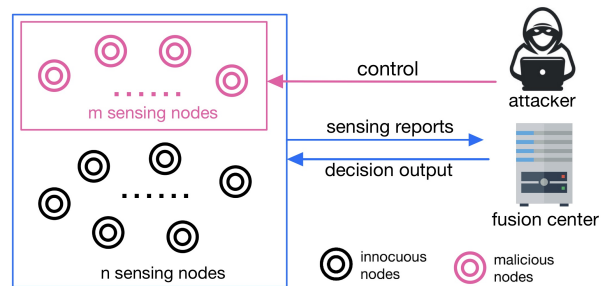 control
attacker
m sensing nodes
sensing reports
decision output
fusion center
n sensing nodes
innocuous
nodes
malicious
nodes